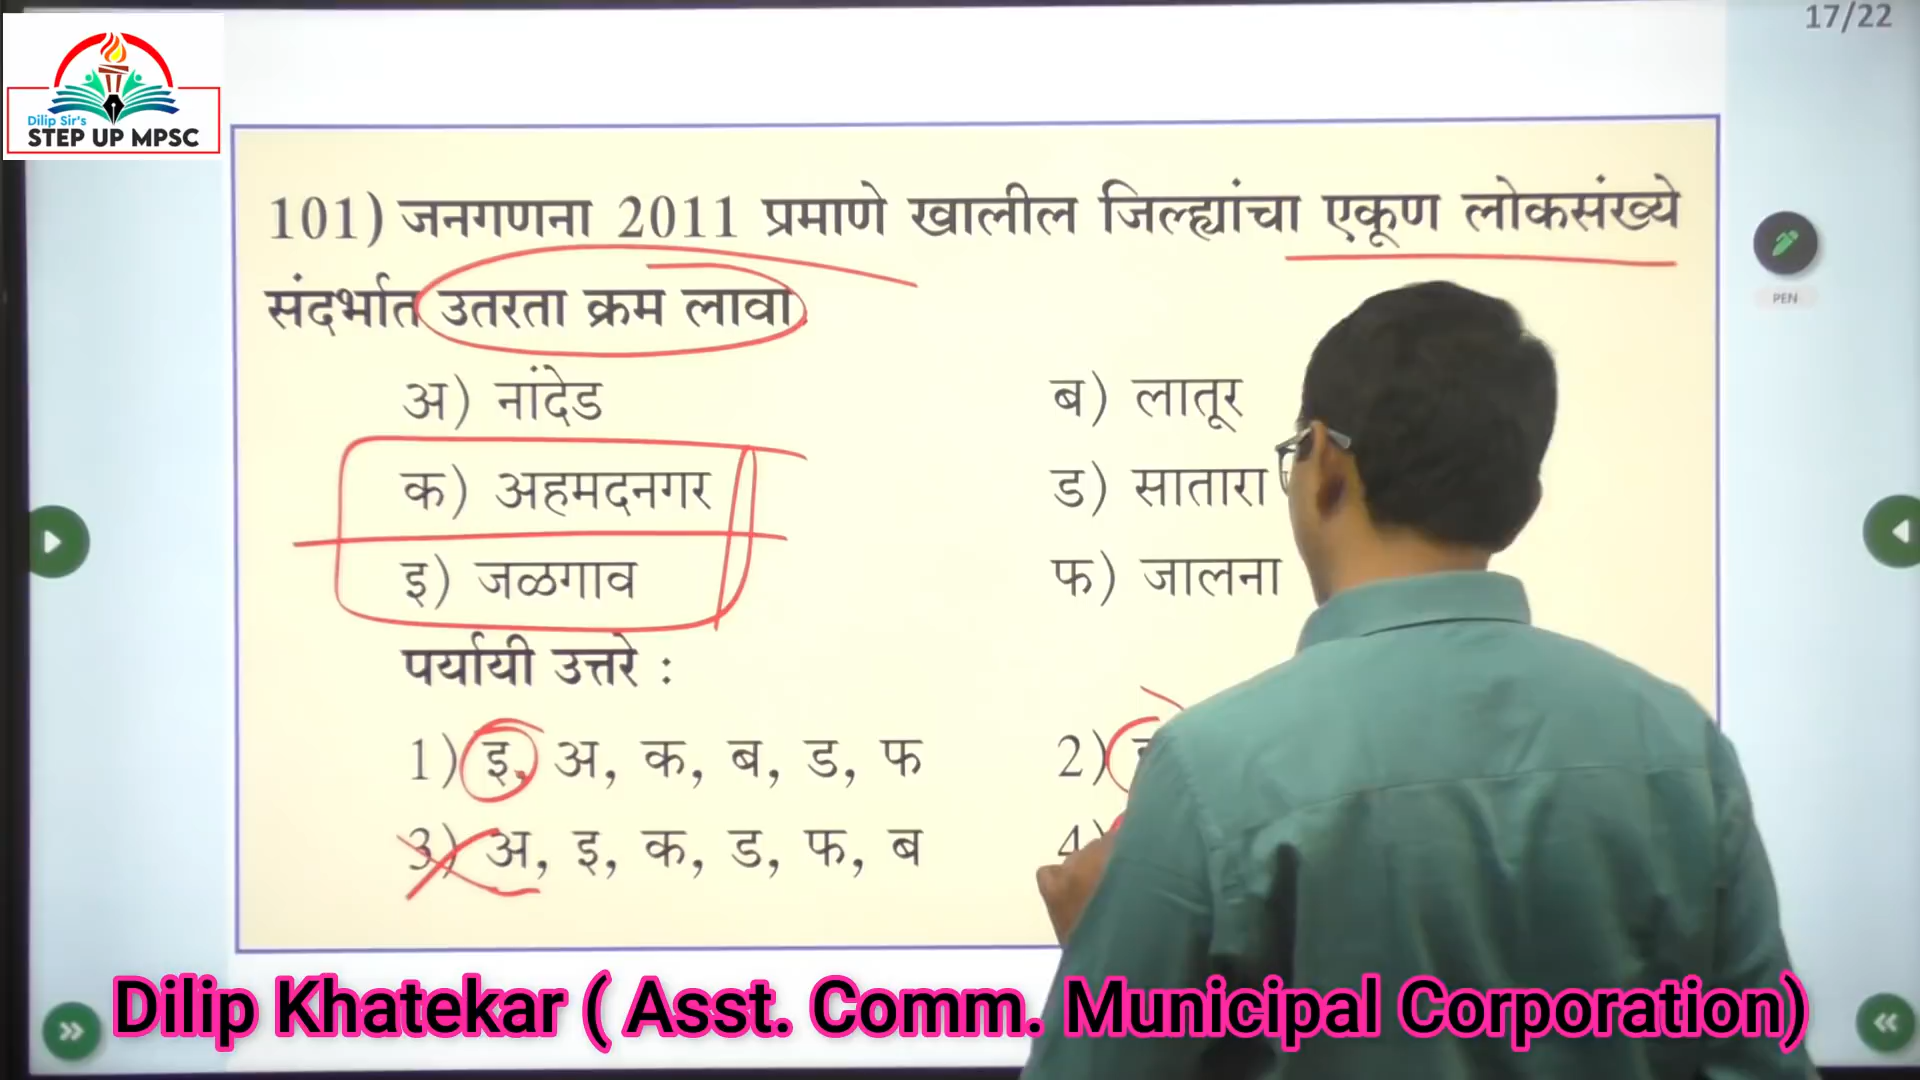 17/22
Dilip Sir's
STEP UP MPSC
101) जनगणना 2011 प्रमाणे खालील जिल्ह्यांचा एकूण लोकसंख्ये
संदर्भात उतरता क्रम लावा.
अ) नांदेड
ब) लातूर
क) अहमदनगर
ड) सातारा
इ) जळगाव
फ) जालना
पर्यायी उत्तरे :
1) इ, अ, क, ब, ड, फ
2)
3) अ, इ, क, ड, फ, ब
4)
PEN
Dilip Khatekar ( Asst. Comm. Municipal Corporation)